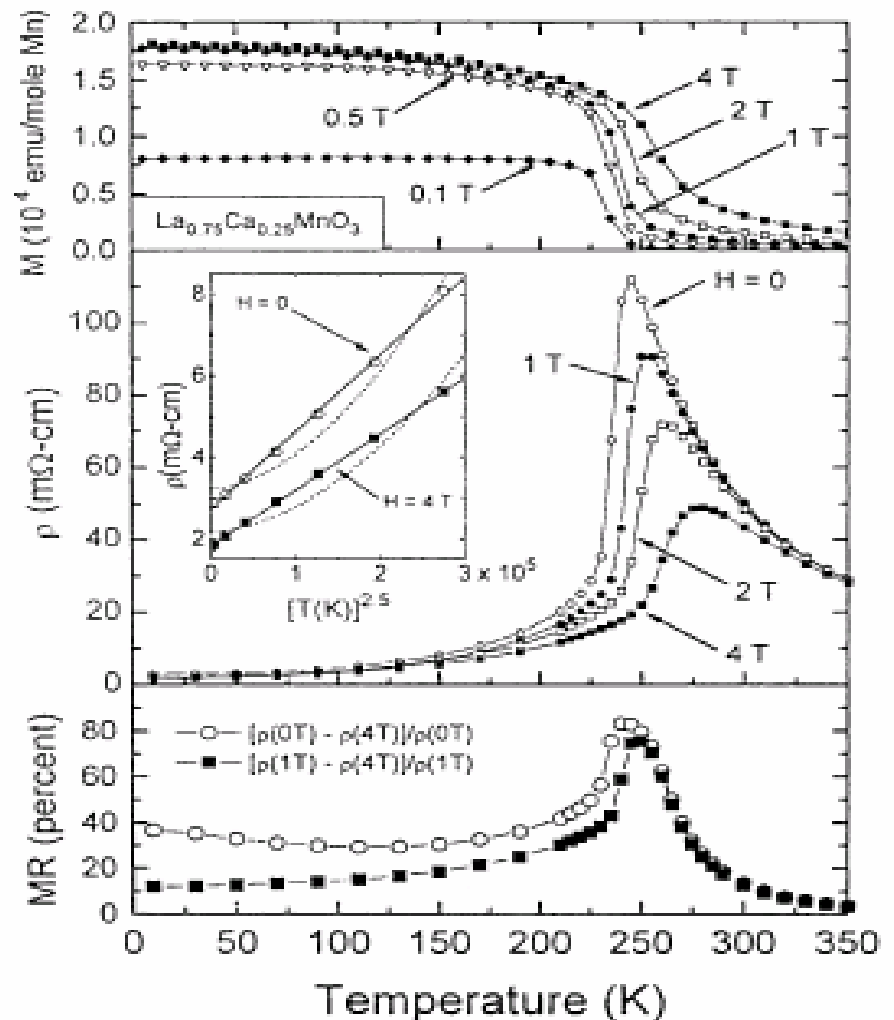 M (10⁴ emu/mole Mn)
2.0
1.5
1.0
0.5
0.0
0.5 T
0.1 T
4 T
2 T
1 T
La₀.₇₅Ca₀.₂₅MnO₃
ρ (mΩ-cm)
100
80
60
40
20
0
H = 0
1 T
2 T
4 T
ρ(mΩ-cm)
8
6
4
2
H = 0
H = 4 T
0 1 2 3 x 10⁵
[T(K)]²·⁵
MR (percent)
80
60
40
20
0
[ρ(0T) - ρ(4T)]/ρ(0T)
[ρ(1T) - ρ(4T)]/ρ(1T)
0 50 100 150 200 250 300 350
Temperature (K)